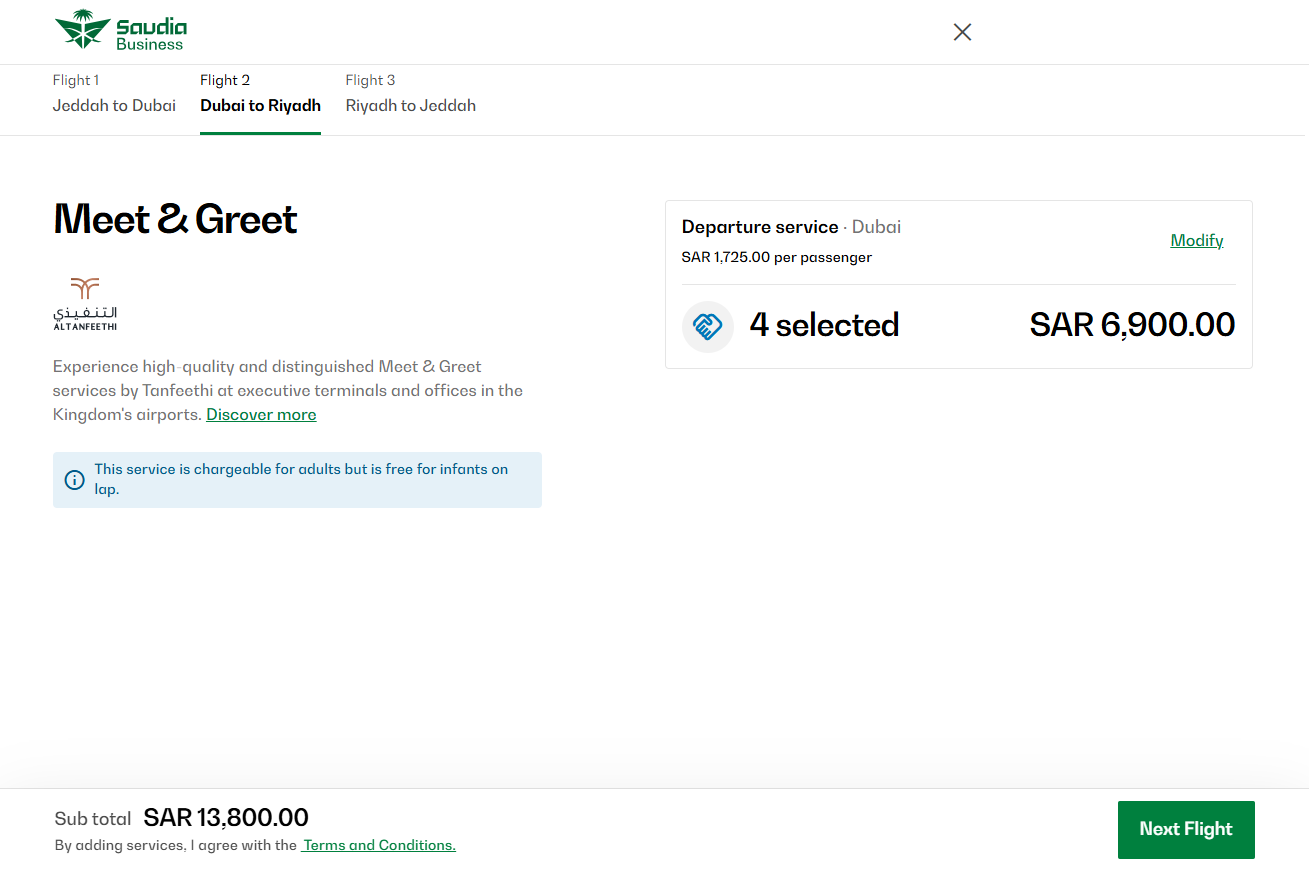 Saudia
Business
Flight 1
Jeddah to Dubai
Flight 2
Dubai to Riyadh
Flight 3
Riyadh to Jeddah
Meet & Greet
التنفيذي
ALTANFEETHI
Experience high-quality and distinguished Meet & Greet
services by Tanfeethi at executive terminals and offices in the
Kingdom's airports. Discover more
This service is chargeable for adults but is free for infants on
lap.
Departure service · Dubai
SAR 1,725.00 per passenger
Modify
4 selected
SAR 6,900.00
Sub total SAR 13,800.00
By adding services, I agree with the Terms and Conditions.
Next Flight